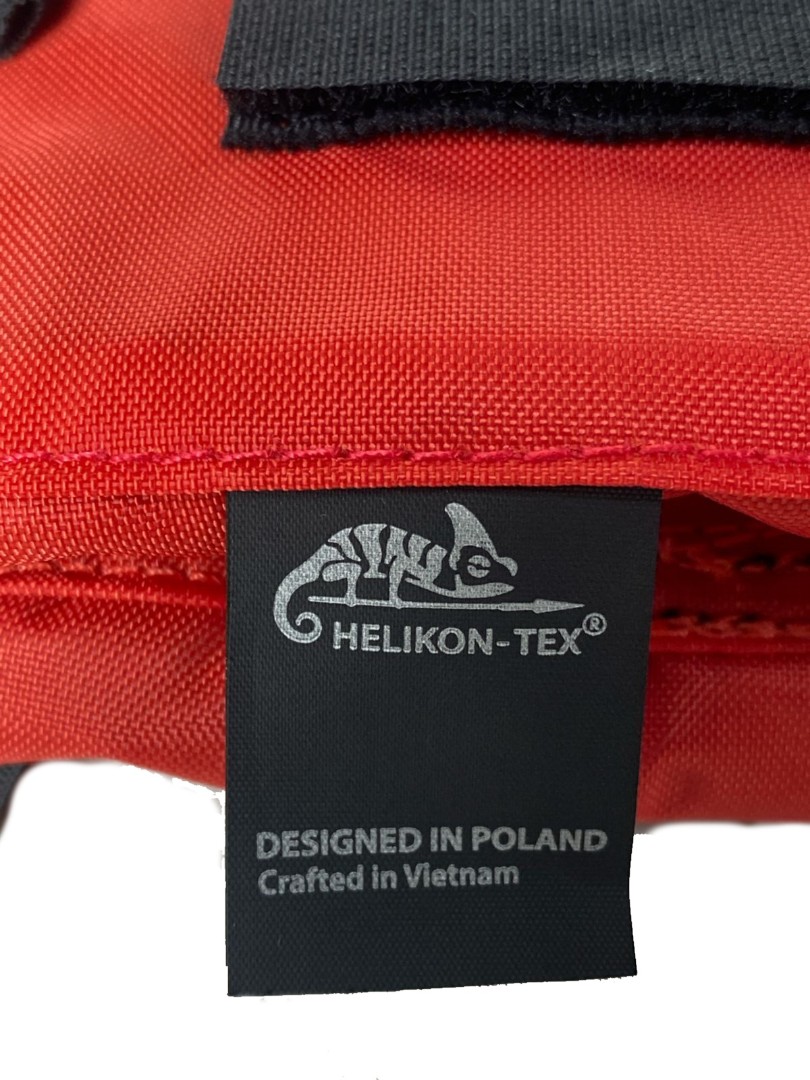 HELIKON-TEX®
DESIGNED IN POLAND
Crafted in Vietnam